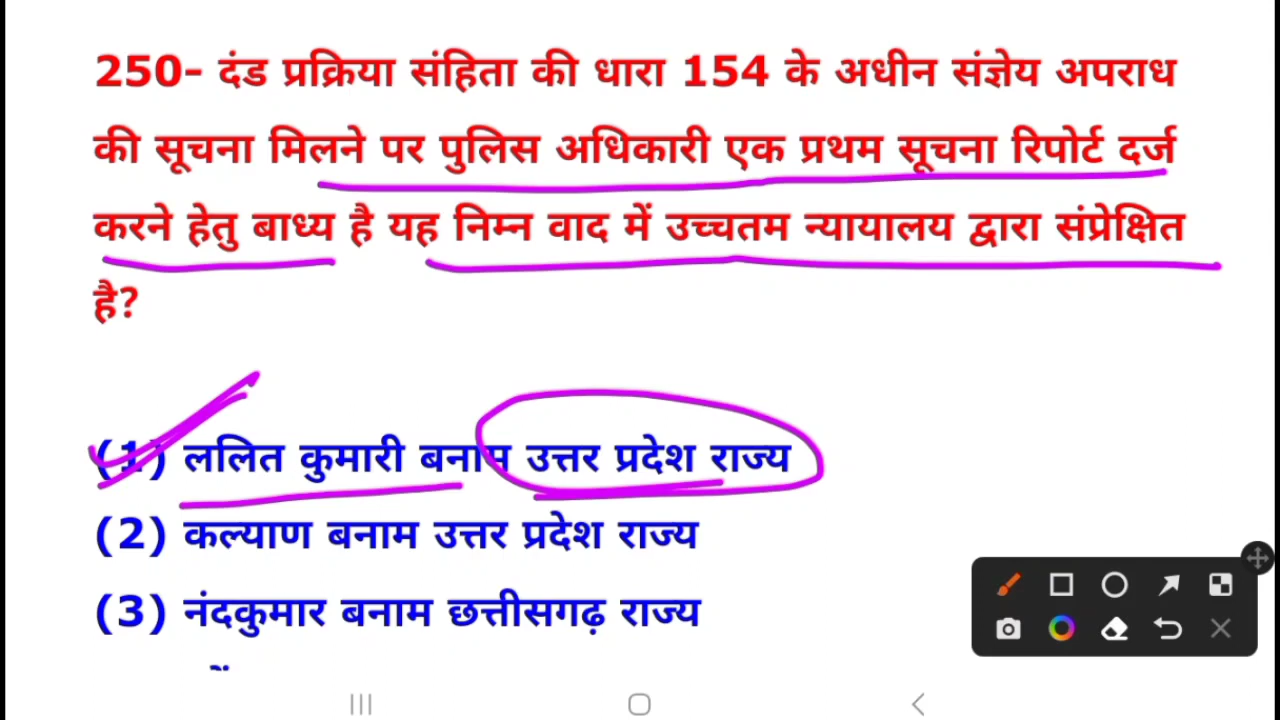 250- दंड प्रक्रिया संहिता की धारा 154 के अधीन संज्ञेय अपराध
की सूचना मिलने पर पुलिस अधिकारी एक प्रथम सूचना रिपोर्ट दर्ज
करने हेतु बाध्य है यह निम्न वाद में उच्चतम न्यायालय द्वारा संप्रेक्षित
है?
(1) ललित कुमारी बनाम उत्तर प्रदेश राज्य
(2) कल्याण बनाम उत्तर प्रदेश राज्य
(3) नंदकुमार बनाम छत्तीसगढ़ राज्य